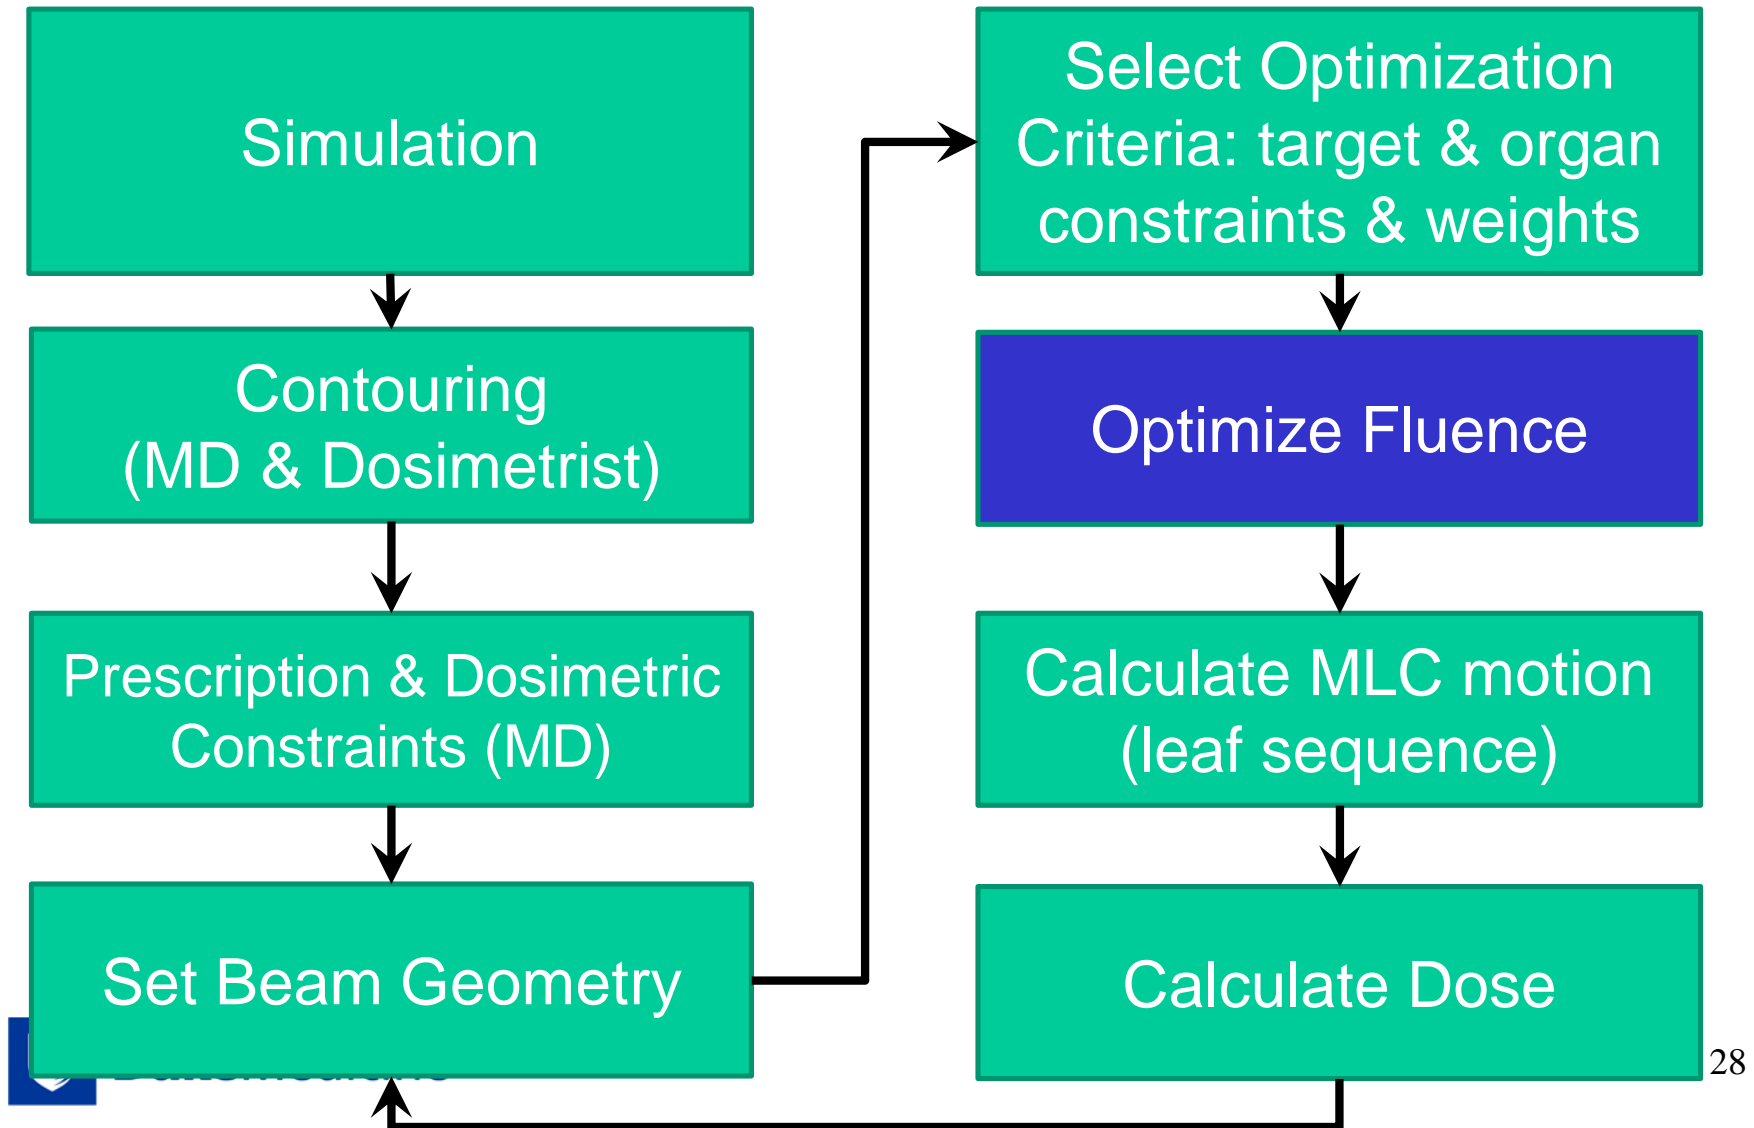 Simulation
Contouring
(MD & Dosimetrist)
Prescription & Dosimetric
Constraints (MD)
Set Beam Geometry
Select Optimization
Criteria: target & organ
constraints & weights
Optimize Fluence
Calculate MLC motion
(leaf sequence)
Calculate Dose
28